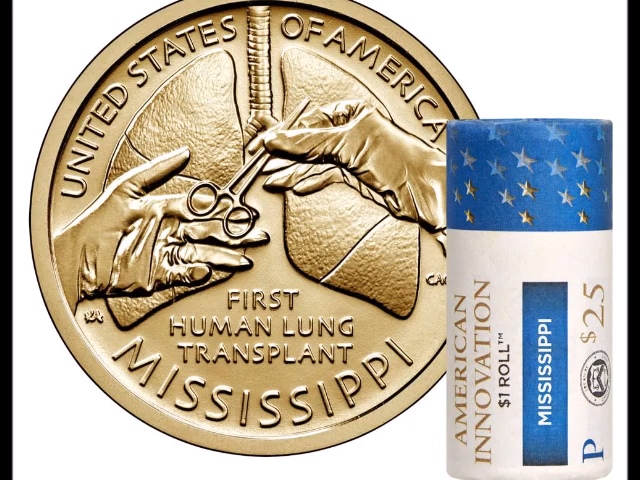 UNITED STATES OF AMERICA
FIRST
HUMAN LUNG
TRANSPLANT
MISSISSIPPI
AMERICAN
INNOVATION
$1 ROLL™
MISSISSIPPI
P $25